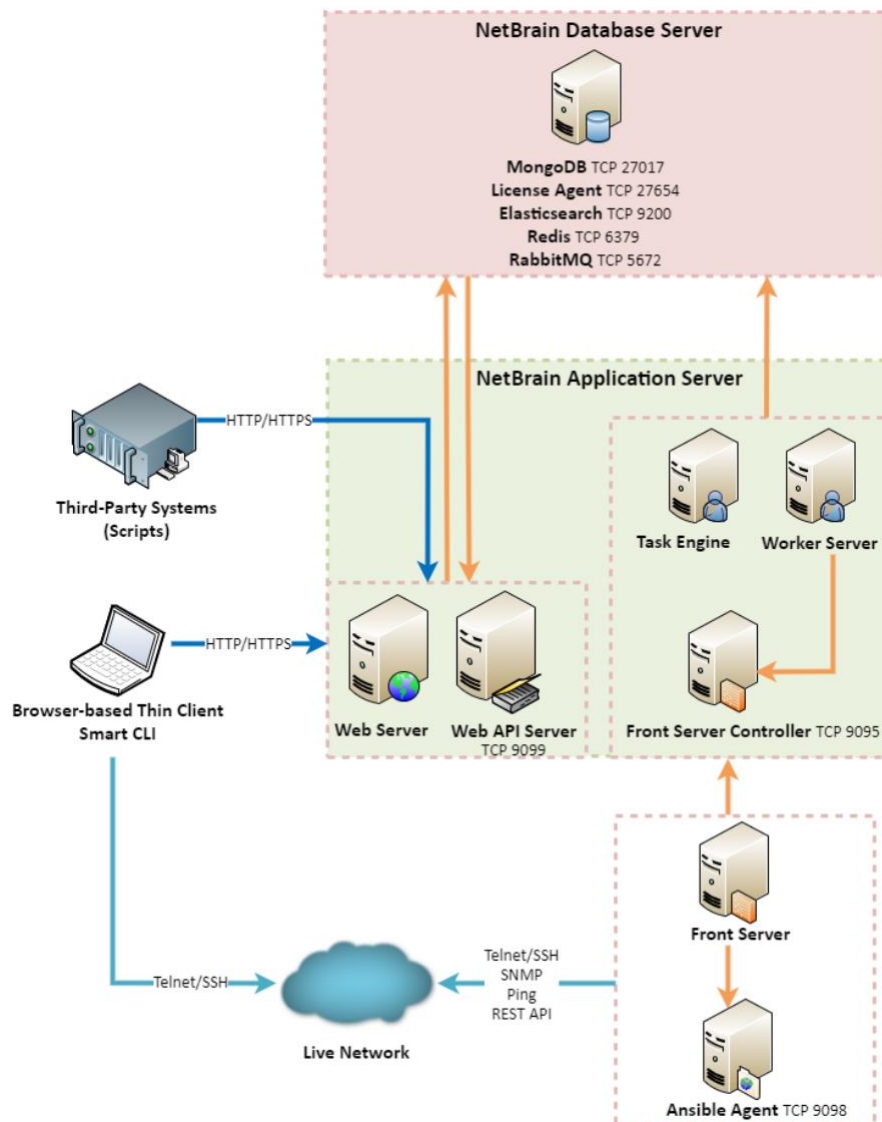 NetBrain Database Server
MongoDB TCP 27017
License Agent TCP 27654
Elasticsearch TCP 9200
Redis TCP 6379
RabbitMQ TCP 5672
NetBrain Application Server
HTTP/HTTPS
Third-Party Systems
(Scripts)
Task Engine
Worker Server
HTTP/HTTPS
Browser-based Thin Client
Smart CLI
Web Server
Web API Server
TCP 9099
Front Server Controller TCP 9095
Front Server
Telnet/SSH
Telnet/SSH
SNMP
Ping
REST API
Live Network
Ansible Agent TCP 9098